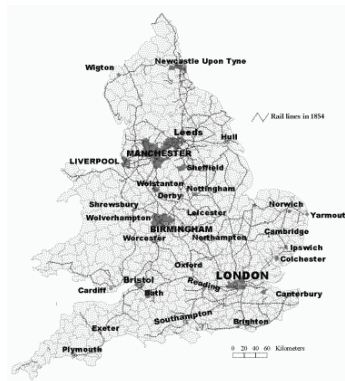 Newcastle Upon Tyne
Wigton
Rail lines in 1854
Leeds
Hull
MANCHESTER
LIVERPOOL
Sheffield
Wolstanton
Nottingham
Derby
Shrewsbury
Leicester
Norwich
Wolverhampton
Yarmout
BIRMINGHAM
Cambridge
Worcester
Northampton
Ipswich
Colchester
Oxford
LONDON
Bristol
Reading
Cardiff
Bath
Canterbury
Southampton
Brighton
Exeter
Plymouth
0 20 40 60 Kilometers